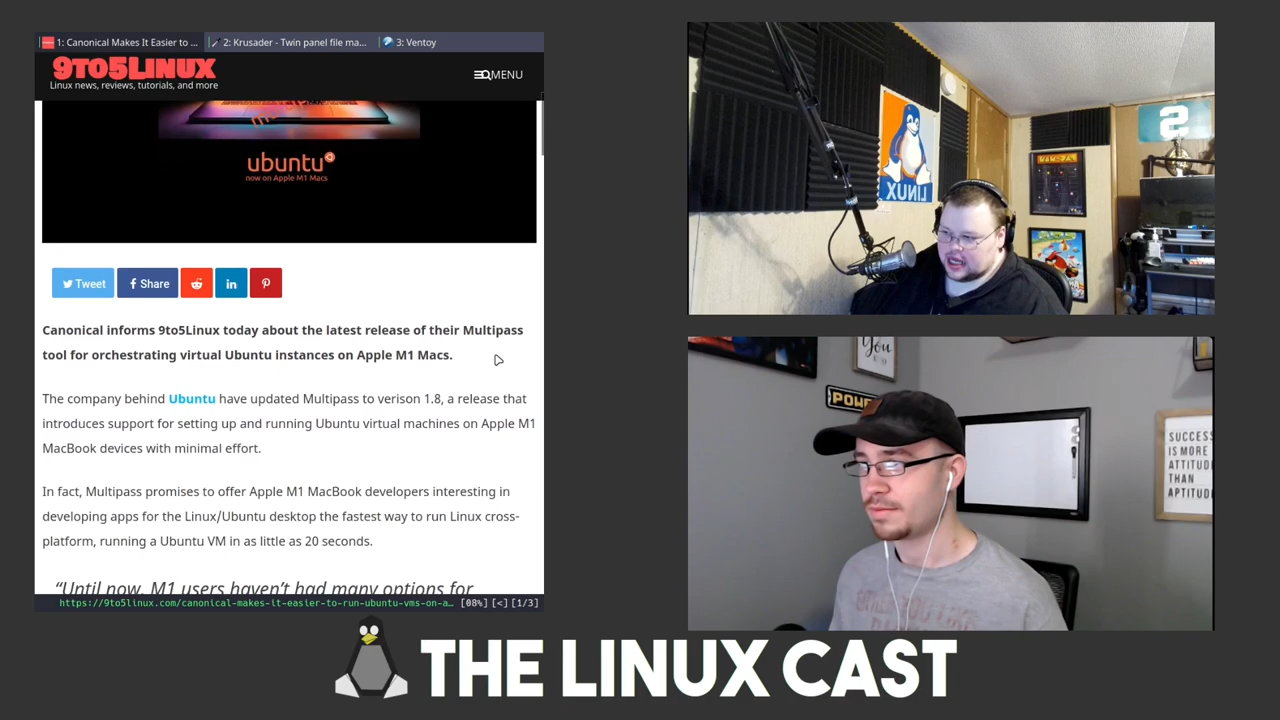 1: Canonical Makes It Easier to ...
2: Krusader - Twin panel file ma...
3: Ventoy
9TO5LINUX
Linux news, reviews, tutorials, and more
MENU
ubuntu
now on Apple M1 Macs
Tweet
Share
in
Canonical informs 9to5Linux today about the latest release of their Multipass
tool for orchestrating virtual Ubuntu instances on Apple M1 Macs.
The company behind Ubuntu have updated Multipass to verison 1.8, a release that
introduces support for setting up and running Ubuntu virtual machines on Apple M1
MacBook devices with minimal effort.
In fact, Multipass promises to offer Apple M1 MacBook developers interesting in
developing apps for the Linux/Ubuntu desktop the fastest way to run Linux cross-
platform, running a Ubuntu VM in as little as 20 seconds.
“Until now, M1 users haven’t had many options for
https://9to5linux.com/canonical-makes-it-easier-to-run-ubuntu-vms-on-a… [08%] [<] [1/3]
LINUX
You
POWE
SUCCESS
IS MORE
ATTITUD
THAN
APTITUD
THE LINUX CAST